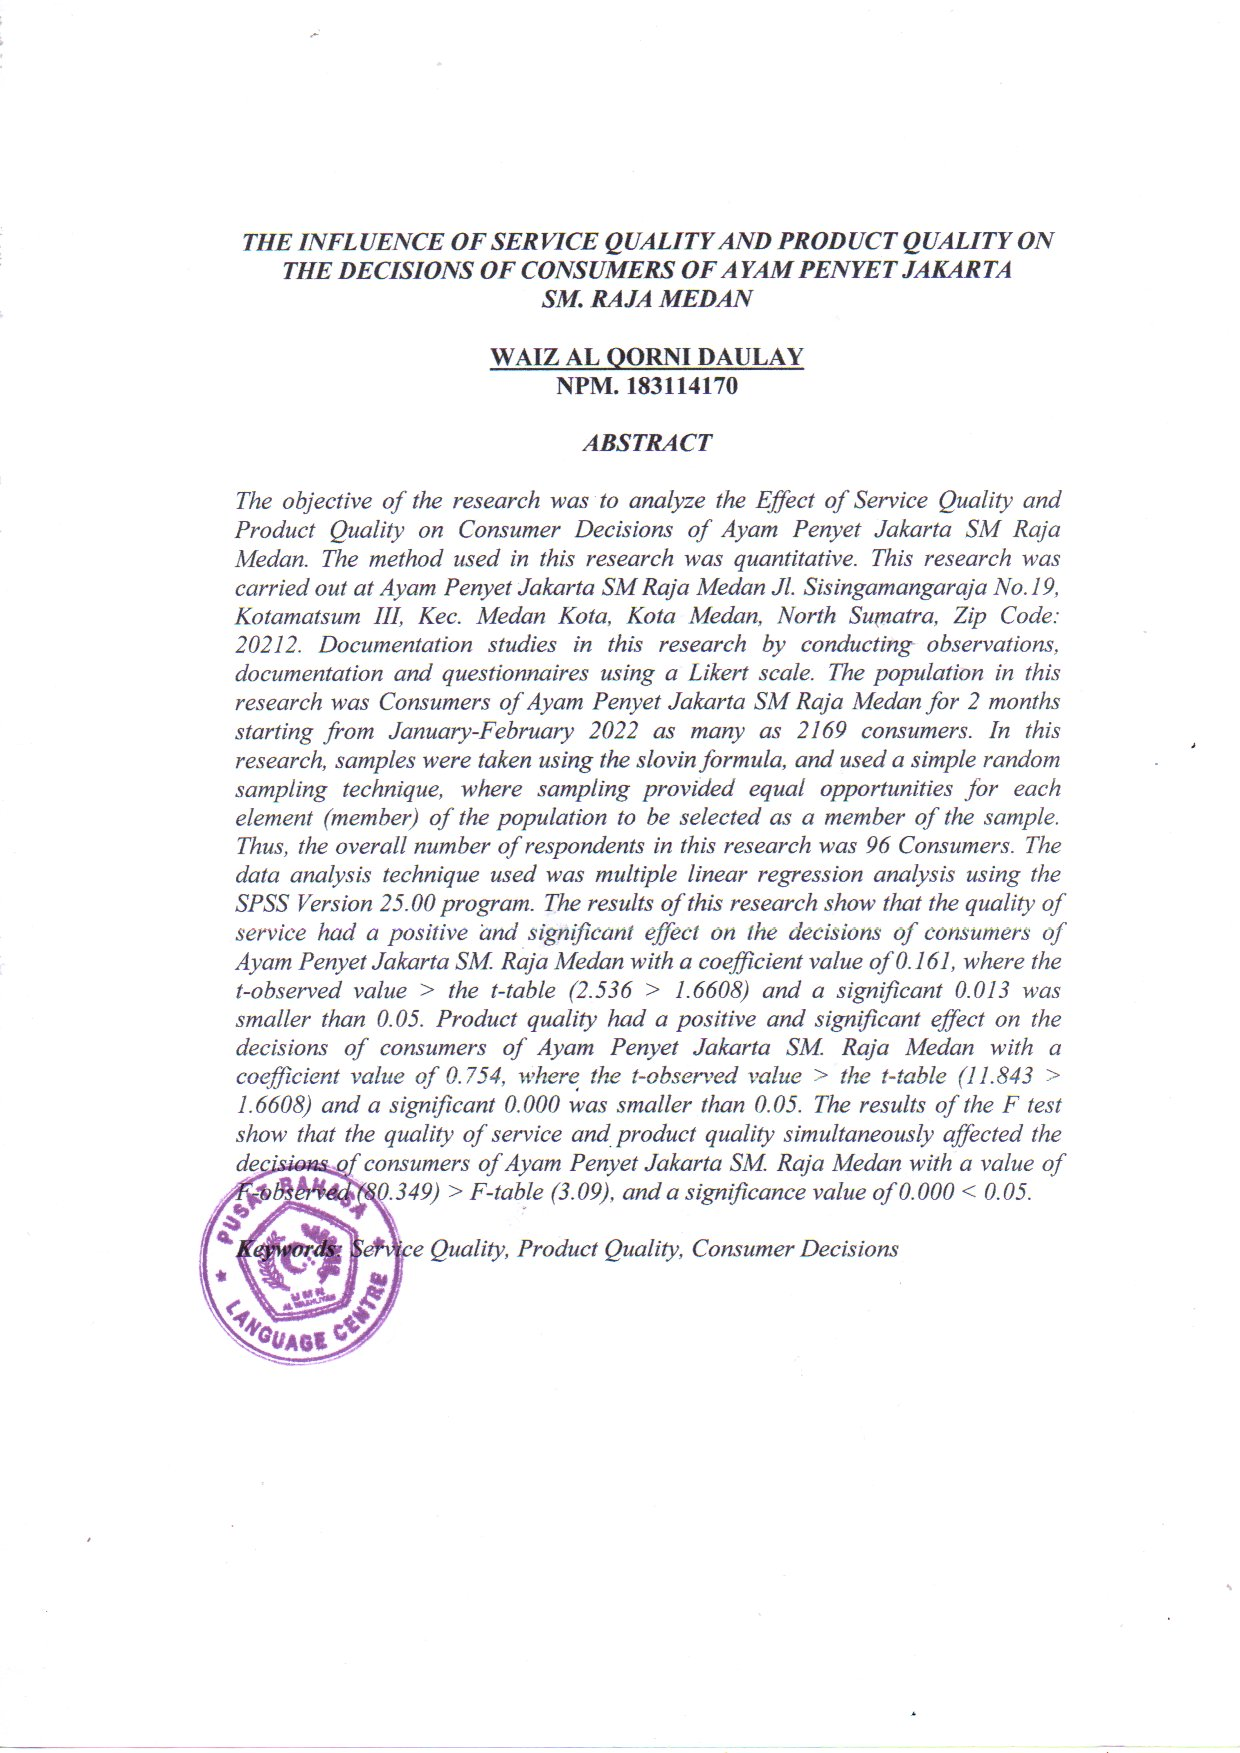 THE INFLUENCE OF SERVICE QUALITY AND PRODUCT QUALITY ON
THE DECISIONS OF CONSUMERS OF AYAM PENYET JAKARTA
SM. RAJA MEDAN
WAIZ AL QORNI DAULAY
NPM. 183114170
ABSTRACT
The objective of the research was to analyze the Effect of Service Quality and
Product Quality on Consumer Decisions of Ayam Penyet Jakarta SM Raja
Medan. The method used in this research was quantitative. This research was
carried out at Ayam Penyet Jakarta SM Raja Medan Jl. Sisingamangaraja No.19,
Kotamatsum III, Kec. Medan Kota, Kota Medan, North Sumatra, Zip Code:
20212. Documentation studies in this research by conducting observations,
documentation and questionnaires using a Likert scale. The population in this
research was Consumers of Ayam Penyet Jakarta SM Raja Medan for 2 months
starting from January-February 2022 as many as 2169 consumers. In this
research, samples were taken using the slovin formula, and used a simple random
sampling technique, where sampling provided equal opportunities for each
element (member) of the population to be selected as a member of the sample.
Thus, the overall number of respondents in this research was 96 Consumers. The
data analysis technique used was multiple linear regression analysis using the
SPSS Version 25.00 program. The results of this research show that the quality of
service had a positive and significant effect on the decisions of consumers of
Ayam Penyet Jakarta SM. Raja Medan with a coefficient value of 0.161, where the
t-observed value > the t-table (2.536 > 1.6608) and a significant 0.013 was
smaller than 0.05. Product quality had a positive and significant effect on the
decisions of consumers of Ayam Penyet Jakarta SM. Raja Medan with a
coefficient value of 0.754, where the t-observed value > the t-table (11.843 >
1.6608) and a significant 0.000 was smaller than 0.05. The results of the F test
show that the quality of service and product quality simultaneously affected the
decisions of consumers of Ayam Penyet Jakarta SM. Raja Medan with a value of
F-observed (80.349) > F-table (3.09), and a significance value of 0.000 < 0.05.
Keywords: Service Quality, Product Quality, Consumer Decisions
PUSAT BAHASA
UMN
AL WASHLIYAH
LANGUAGE CENTRE